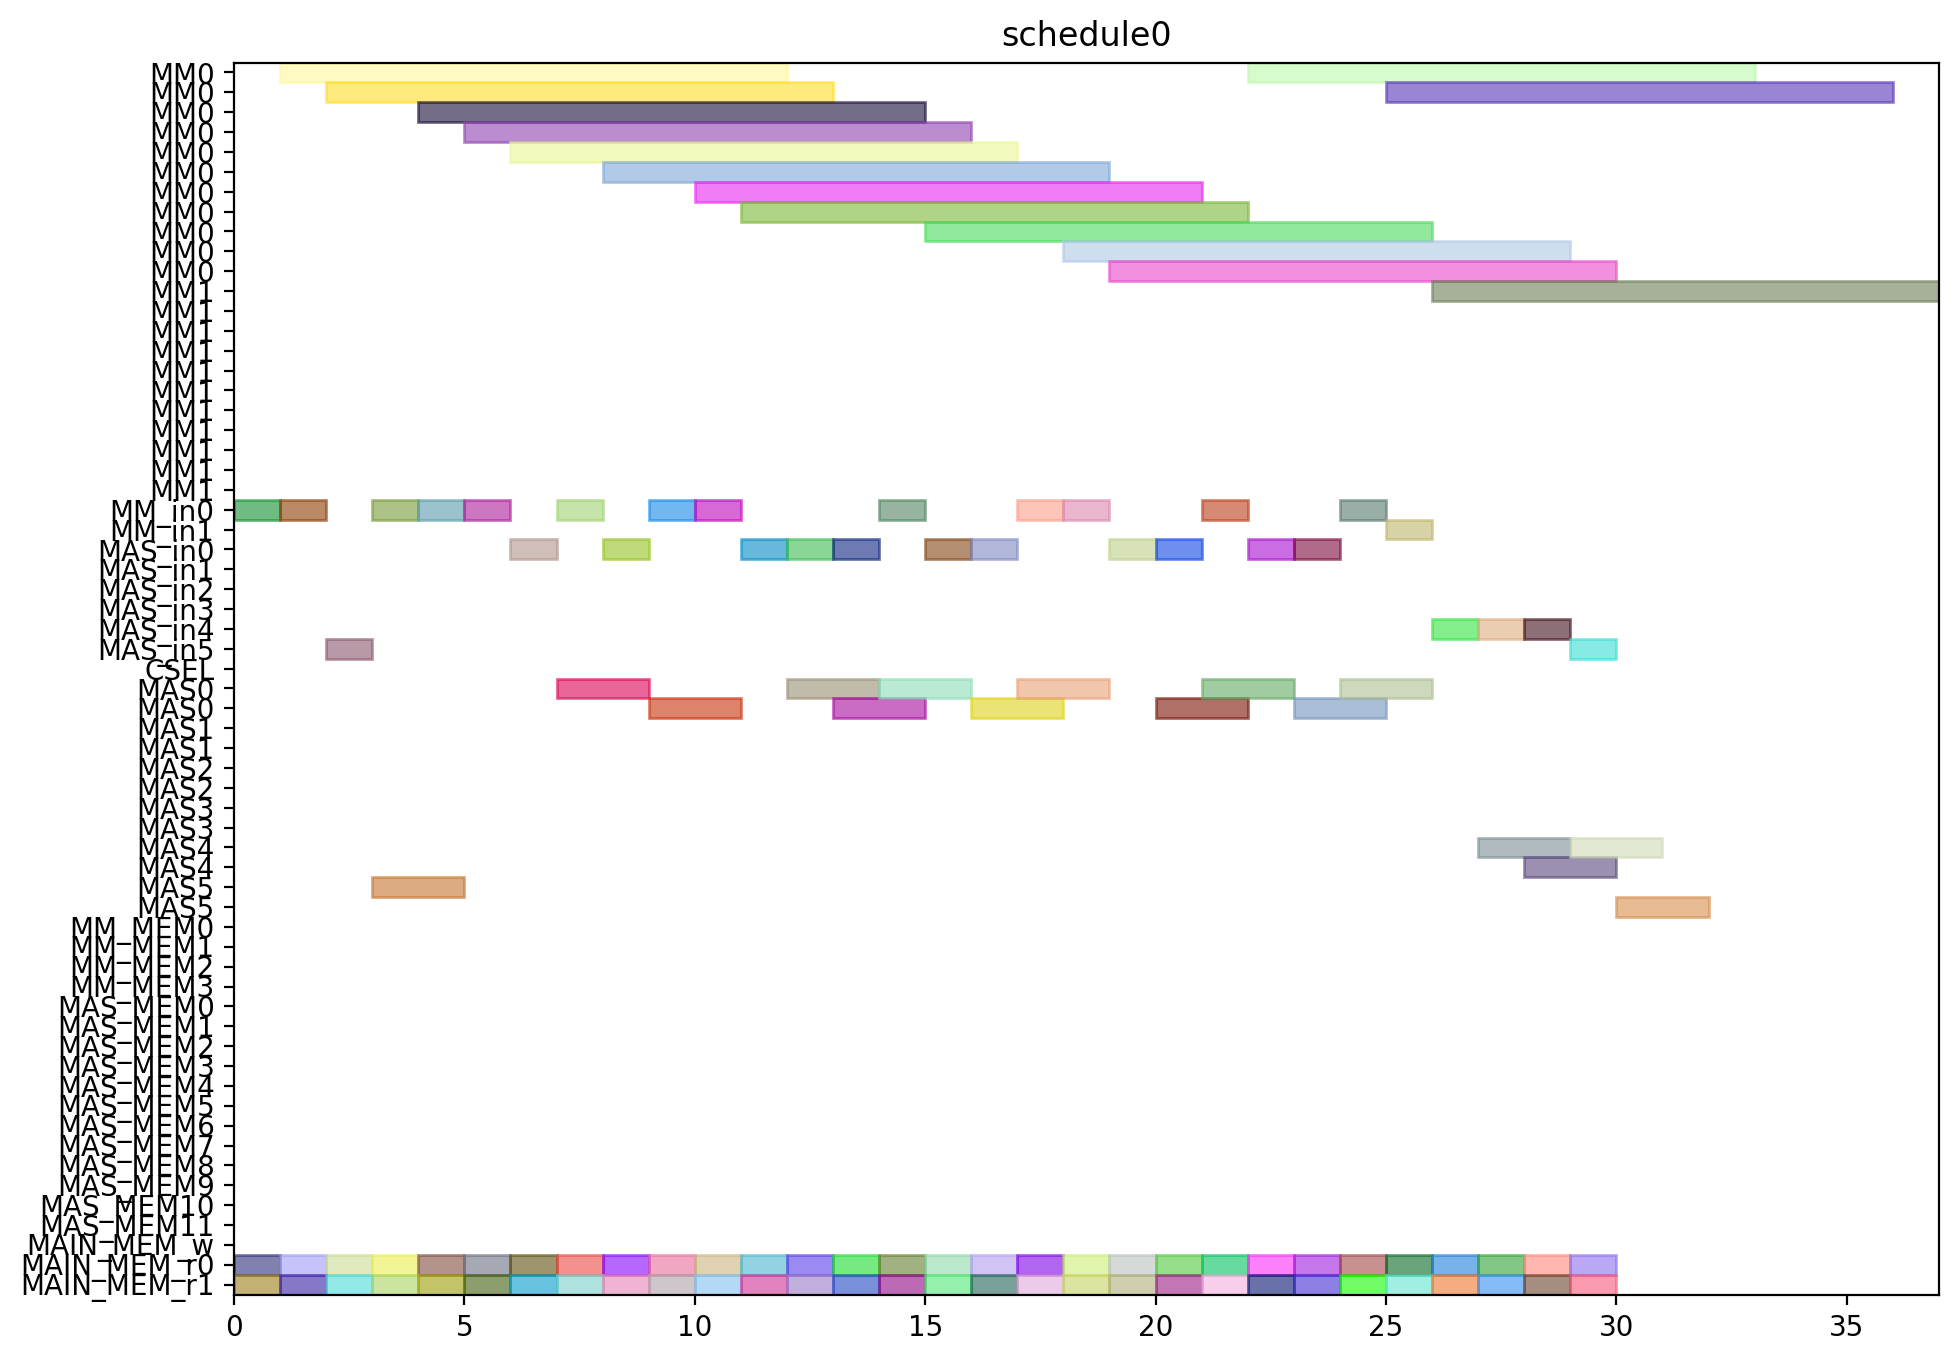 schedule0
MM0
MM0
MM0
MM0
MM0
MM0
MM0
MM0
MM0
MM0
MM0
MM1
MM1
MM1
MM1
MM1
MM1
MM1
MM1
MM1
MM1
MM1
MM_in0
MM_in1
MAS_in0
MAS_in1
MAS_in2
MAS_in3
MAS_in4
MAS_in5
CSEL
MAS0
MAS0
MAS1
MAS1
MAS2
MAS2
MAS3
MAS3
MAS4
MAS4
MAS5
MAS5
MM_MEM0
MM_MEM1
MM_MEM2
MM_MEM3
MAS_MEM0
MAS_MEM1
MAS_MEM2
MAS_MEM3
MAS_MEM4
MAS_MEM5
MAS_MEM6
MAS_MEM7
MAS_MEM8
MAS_MEM9
MAS_MEM10
MAS_MEM11
MAIN_MEM_w
MAIN_MEM_r0
MAIN_MEM_r1
0 5 10 15 20 25 30 35